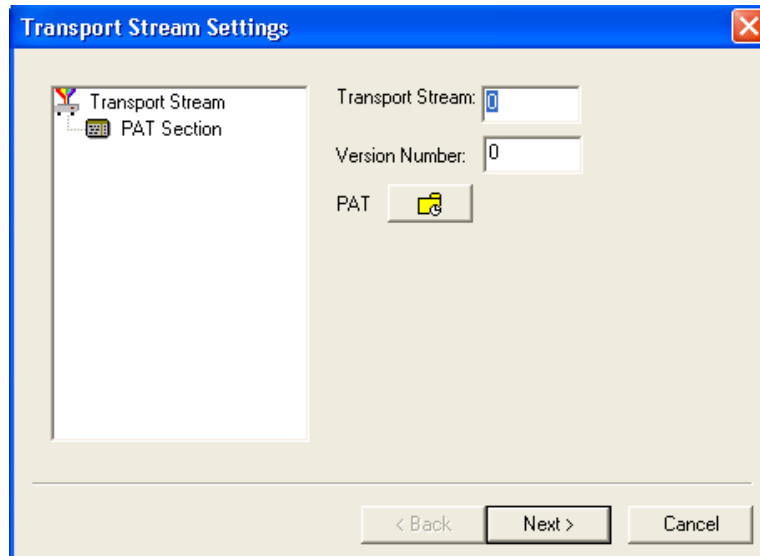 Transport Stream Settings
Transport Stream
PAT Section
Transport Stream: 0
Version Number: 0
PAT
< Back Next > Cancel